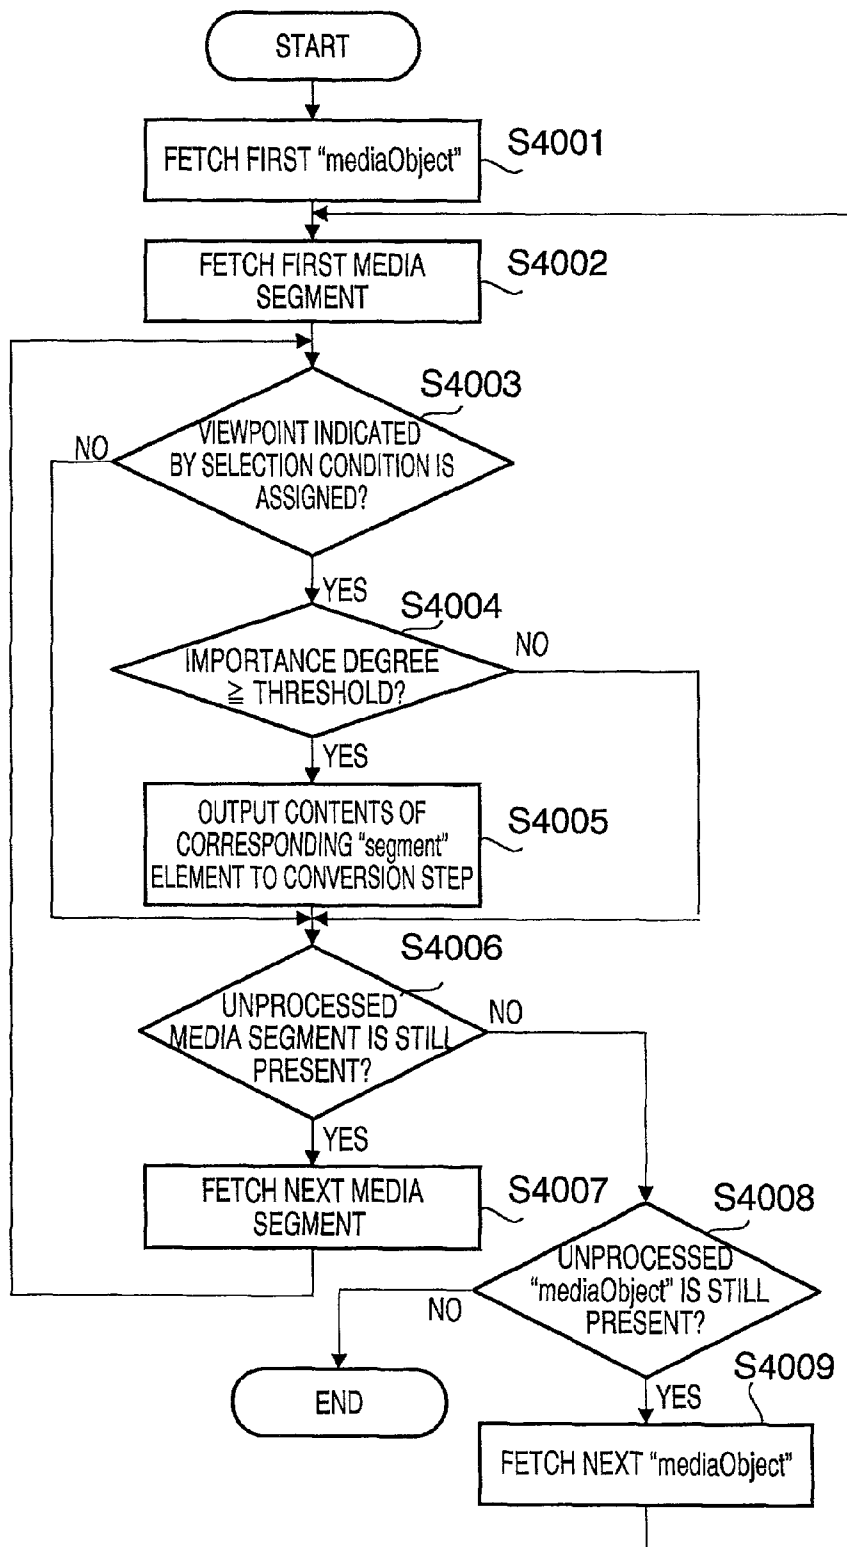 START
FETCH FIRST “mediaObject”
S4001
FETCH FIRST MEDIA
SEGMENT
S4002
S4003
VIEWPOINT INDICATED
BY SELECTION CONDITION IS
ASSIGNED?
NO
YES
S4004
IMPORTANCE DEGREE
≧ THRESHOLD?
NO
YES
OUTPUT CONTENTS OF
CORRESPONDING “segment”
ELEMENT TO CONVERSION STEP
S4005
S4006
UNPROCESSED
MEDIA SEGMENT IS STILL
PRESENT?
NO
YES
FETCH NEXT MEDIA
SEGMENT
S4007
S4008
UNPROCESSED
“mediaObject” IS STILL
PRESENT?
NO
YES
END
S4009
FETCH NEXT “mediaObject”